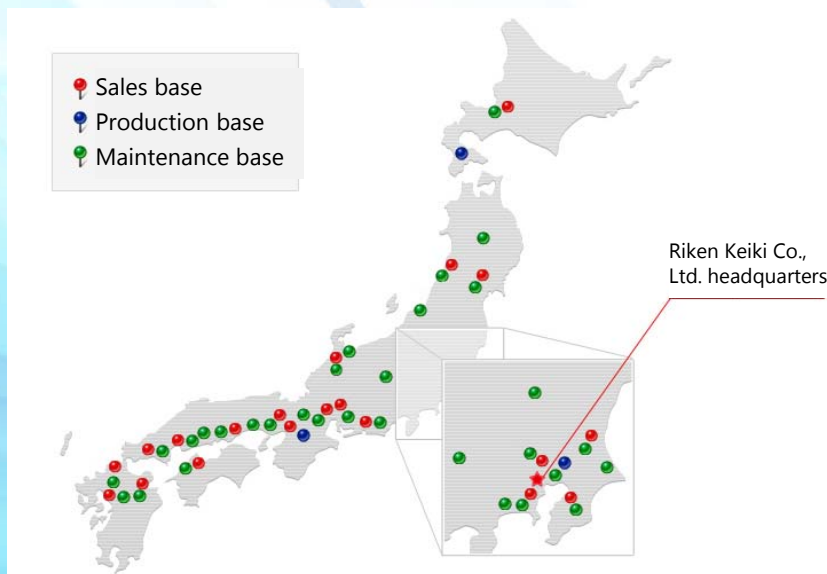 Sales base
Production base
Maintenance base
Riken Keiki Co.,
Ltd. headquarters